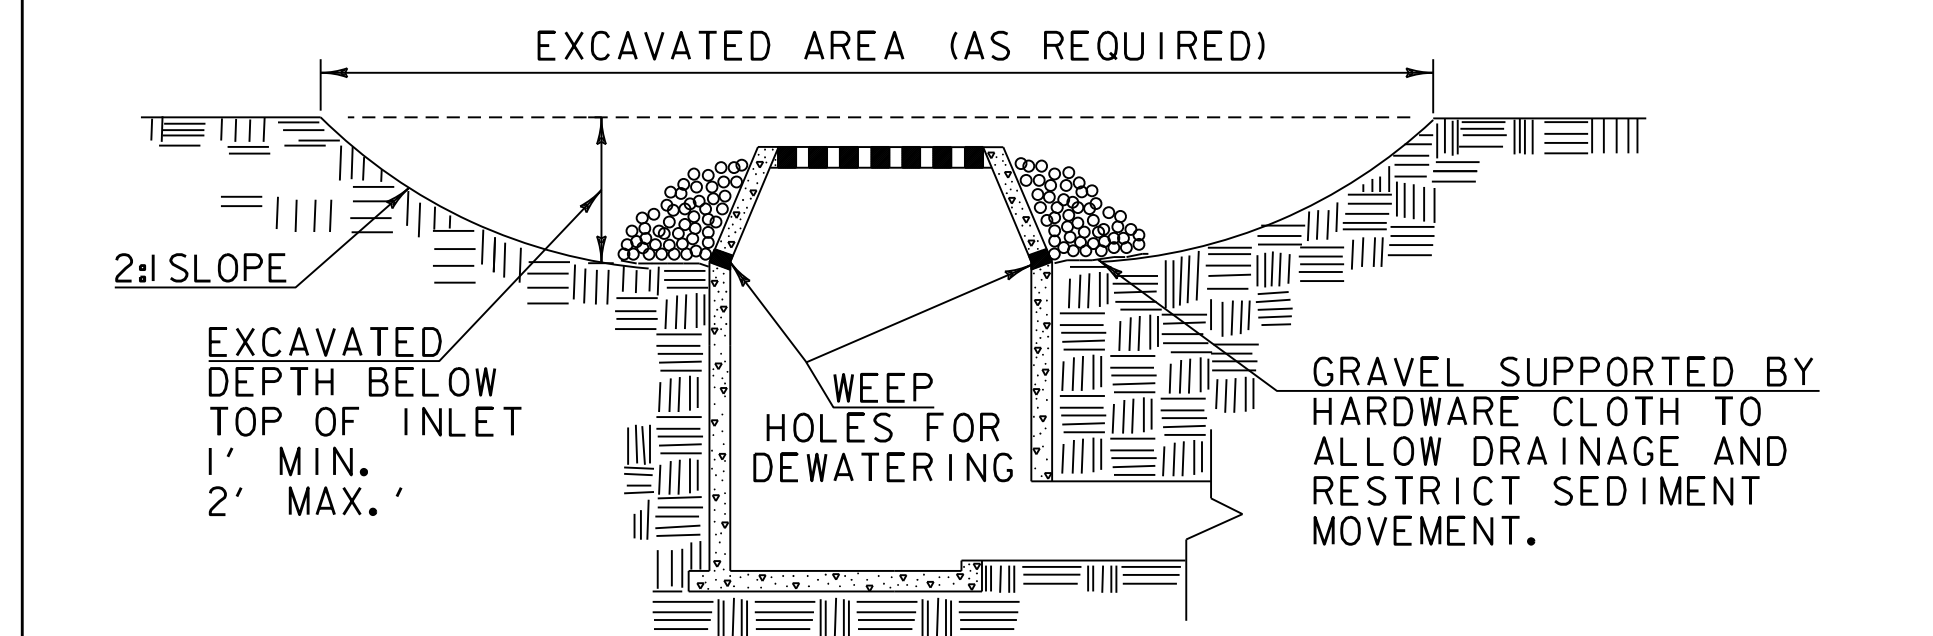 EXCAVATED AREA (AS REQUIRED)
2:1 SLOPE
EXCAVATED
DEPTH BELOW
TOP OF INLET
1' MIN.
2' MAX.'
WEEP
HOLES FOR
DEWATERING
GRAVEL SUPPORTED BY
HARDWARE CLOTH TO
ALLOW DRAINAGE AND
RESTRICT SEDIMENT
MOVEMENT.